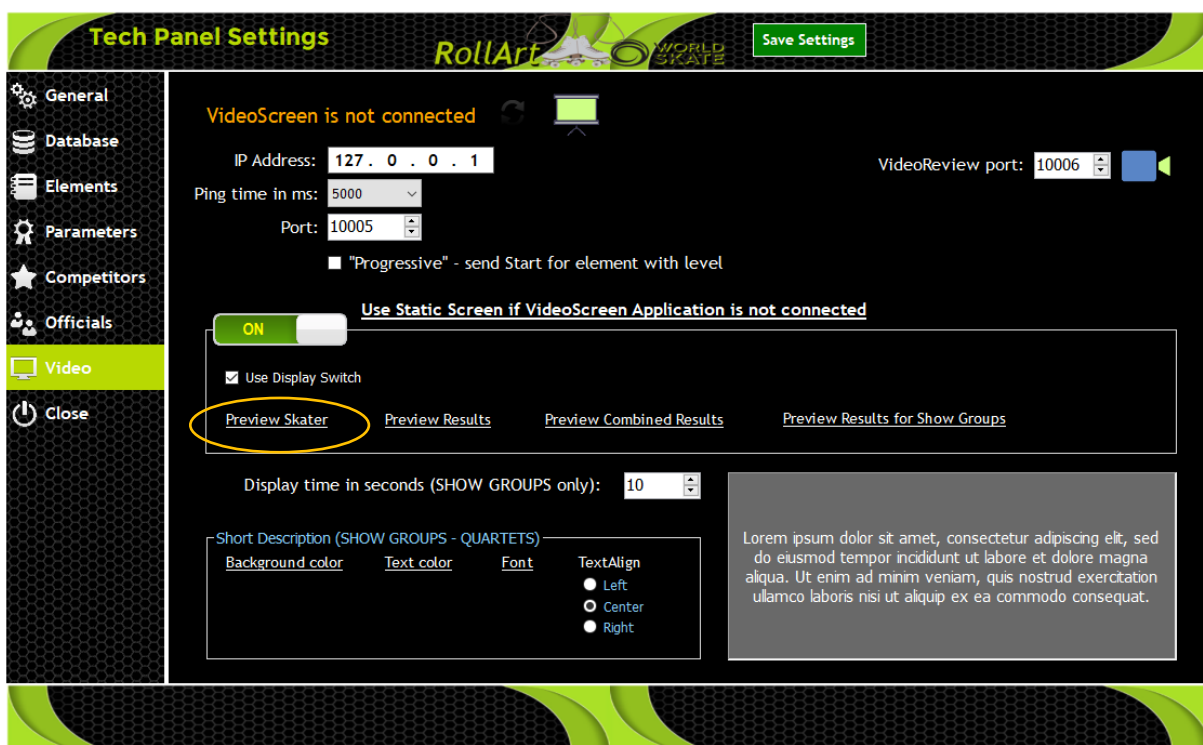 Tech Panel Settings
RollArt
WORLD
SKATE
Save Settings
General
Database
Elements
Parameters
Competitors
Officials
Video
Close
VideoScreen is not connected
IP Address: 127 . 0 . 0 . 1
VideoReview port: 10006
Ping time in ms: 5000
Port: 10005
"Progressive" - send Start for element with level
Use Static Screen if VideoScreen Application is not connected
ON
Use Display Switch
Preview Skater Preview Results Preview Combined Results Preview Results for Show Groups
Display time in seconds (SHOW GROUPS only): 10
Short Description (SHOW GROUPS - QUARTETS)
Background color Text color Font TextAlign
Left
Center
Right
Lorem ipsum dolor sit amet, consectetur adipiscing elit, sed
do eiusmod tempor incididunt ut labore et dolore magna
aliqua. Ut enim ad minim veniam, quis nostrud exercitation
ullamco laboris nisi ut aliquip ex ea commodo consequat.